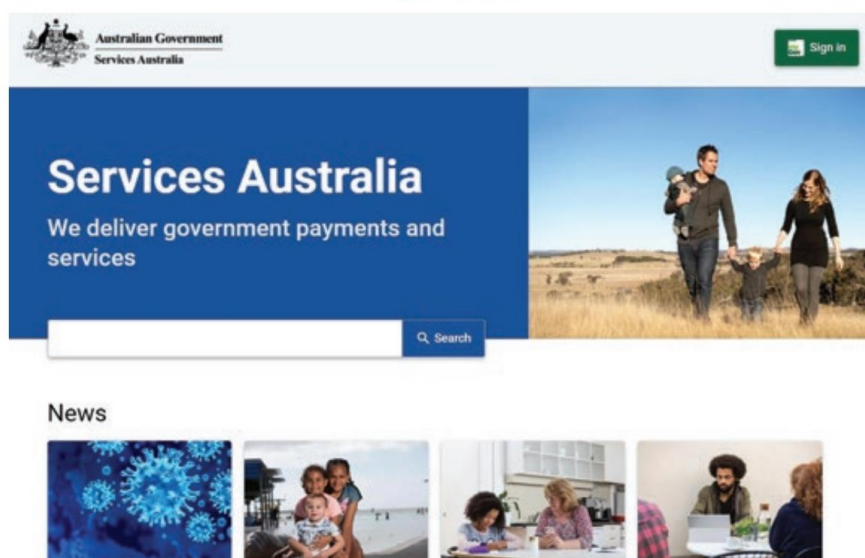 Australian Government
Services Australia
Sign in
Services Australia
We deliver government payments and
services
Search
News